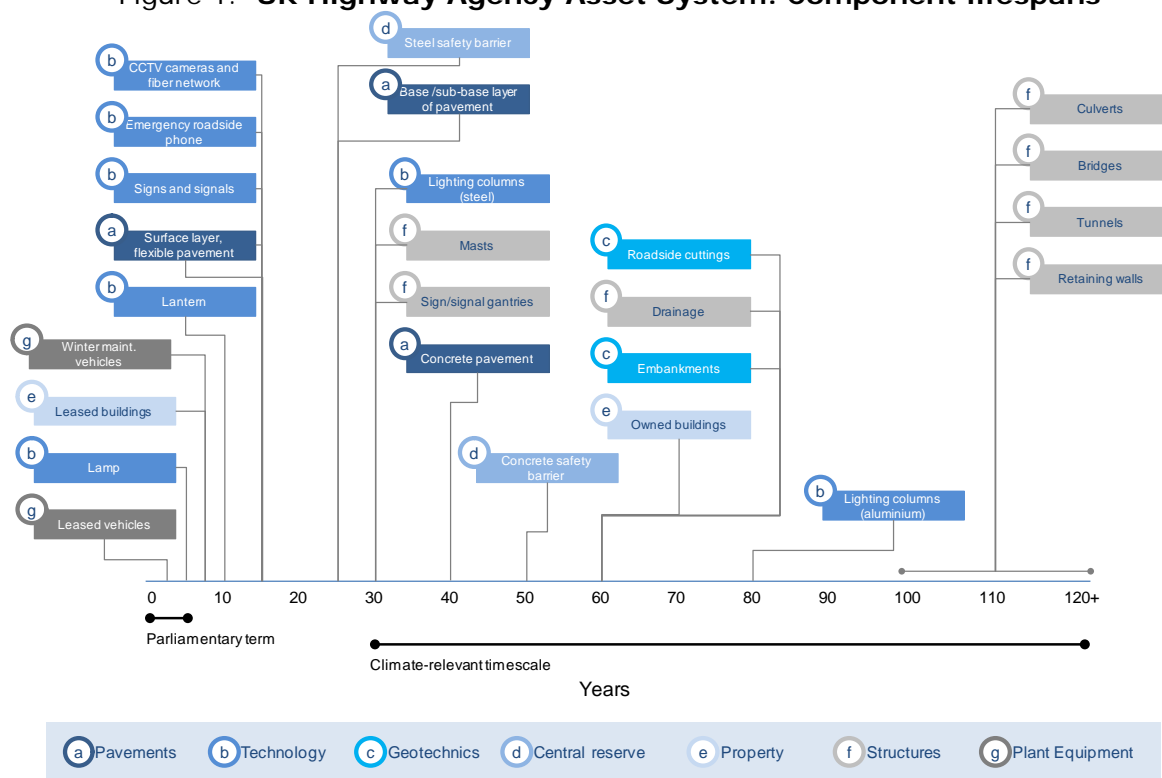 Figure 1. UK Highway Agency Asset System: Component lifespans
d
Steel safety barrier
b
CCTV cameras and
fiber network
a
Base /sub-base layer
of pavement
f
Culverts
b
Emergency roadside
phone
f
Bridges
b
Signs and signals
b
Lighting columns
(steel)
f
Tunnels
a
Surface layer,
flexible pavement
f
Masts
c
Roadside cuttings
f
Retaining walls
b
Lantern
f
Sign/signal gantries
f
Drainage
g
Winter maint.
vehicles
a
Concrete pavement
c
Embankments
e
Leased buildings
e
Owned buildings
b
Lamp
d
Concrete safety
barrier
b
Lighting columns
(aluminium)
g
Leased vehicles
0 10 20 30 40 50 60 70 80 90 100 110 120+
Parliamentary term
Climate-relevant timescale
Years
a Pavements b Technology c Geotechnics d Central reserve e Property f Structures g Plant Equipment